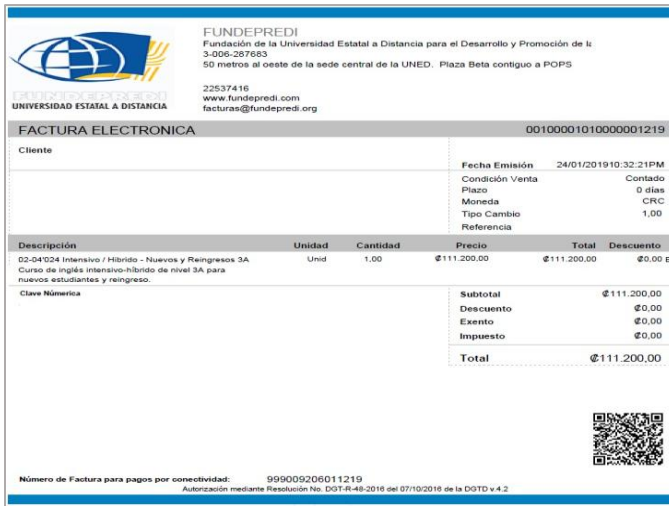 FUNDEPREDI
Fundación de la Universidad Estatal a Distancia para el Desarrollo y Promoción de la
3-006-287683
50 metros al oeste de la sede central de la UNED. Plaza Beta contiguo a POPS
22537416
www.fundepredi.com
facturas@fundepredi.org
FUNDEPREDI
UNIVERSIDAD ESTATAL A DISTANCIA
FACTURA ELECTRONICA 00100001010000001219
Cliente
Fecha Emisión 24/01/201910:32:21PM
Condición Venta Contado
Plazo 0 días
Moneda CRC
Tipo Cambio 1,00
Referencia
Descripción Unidad Cantidad Precio Total Descuento
02-04'024 Intensivo / Hibrido - Nuevos y Reingresos 3A Unid 1,00 ₡111.200,00 ₡111.200,00 ₡0,00 E
Curso de inglés intensivo-híbrido de nivel 3A para
nuevos estudiantes y reingreso.
Clave Númerica
Subtotal ₡111.200,00
Descuento ₡0,00
Exento ₡0,00
Impuesto ₡0,00
Total ₡111.200,00
Número de Factura para pagos por conectividad: 999009206011219
Autorización mediante Resolución No. DGT-R-48-2016 del 07/10/2016 de la DGTD v.4.2